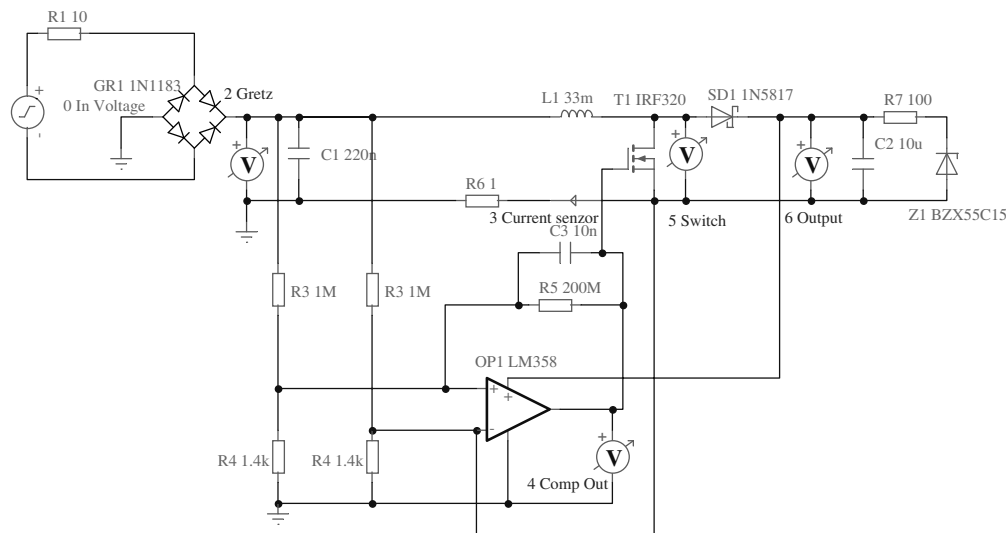 R1 10
GR1 1N1183
0 In Voltage
2 Gretz
L1 33m
T1 IRF320
SD1 1N5817
R7 100
+
-
+
V
C1 220n
+
V
+
V
C2 10u
R6 1
3 Current senzor
5 Switch
6 Output
Z1 BZX55C15
C3 10n
R3 1M
R3 1M
R5 200M
OP1 LM358
+
+
-
R4 1.4k
R4 1.4k
4 Comp Out
+
V